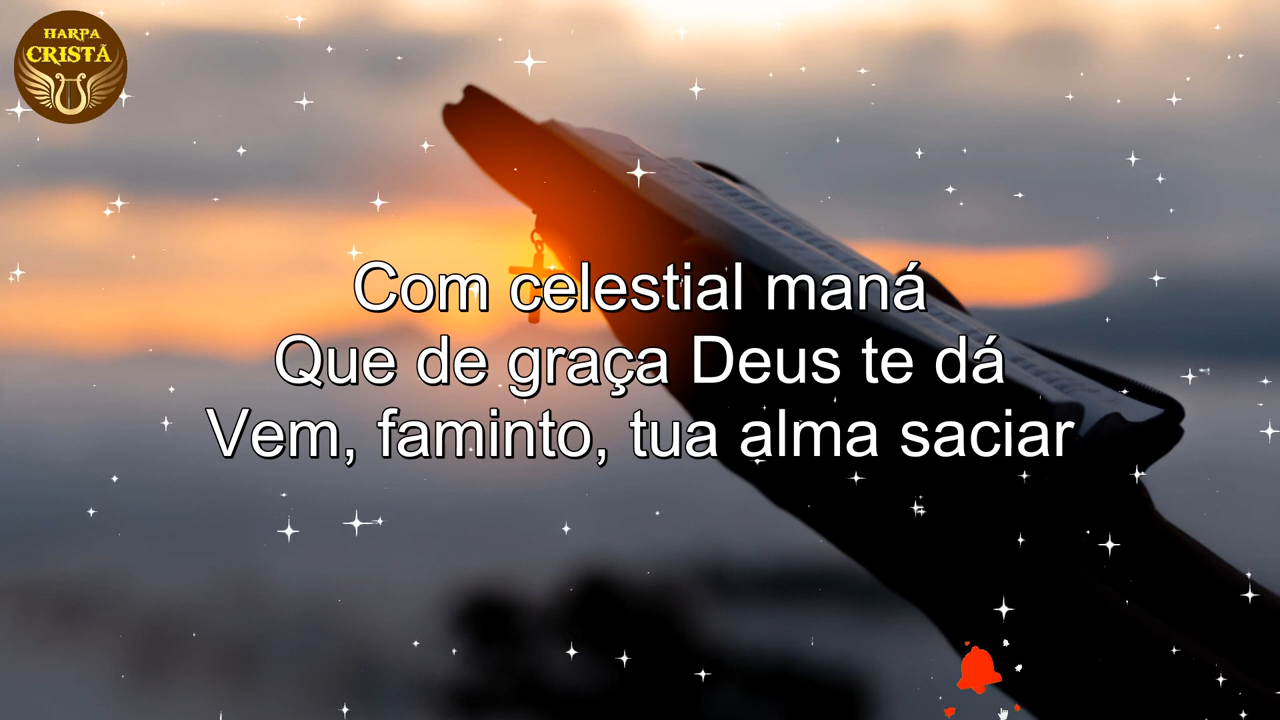 HARPA
CRISTÃ
Com celestial maná
Que de graça Deus te dá
Vem, faminto, tua alma saciar